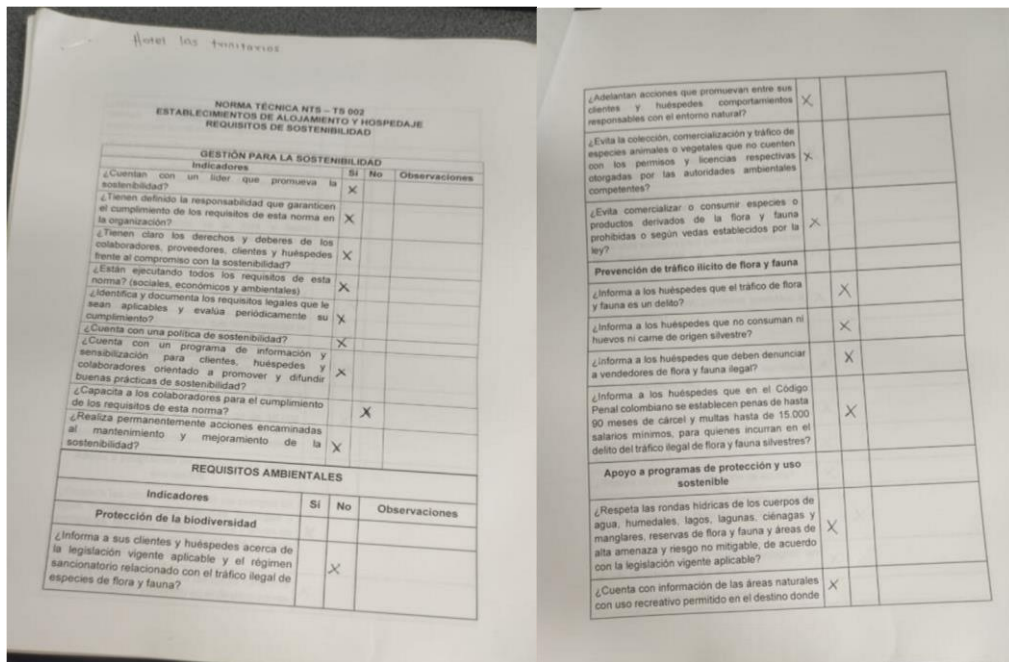 Hotel las trinitarias
NORMA TÉCNICA NTS – TS 002
ESTABLECIMIENTOS DE ALOJAMIENTO Y HOSPEDAJE
REQUISITOS DE SOSTENIBILIDAD
GESTIÓN PARA LA SOSTENIBILIDAD
Indicadores Si No Observaciones
¿Cuentan con un líder que promueva la
sostenibilidad? X
¿Tienen definido la responsabilidad que garanticen
el cumplimiento de los requisitos de esta norma en X
la organización?
¿Tienen claro los derechos y deberes de los
colaboradores, proveedores, clientes y huéspedes X
frente al compromiso con la sostenibilidad?
¿Están ejecutando todos los requisitos de esta
norma? (sociales, económicos y ambientales) X
¿Identifica y documenta los requisitos legales que le
sean aplicables y evalúa periódicamente su X
cumplimiento?
¿Cuenta con una política de sostenibilidad? X
¿Cuenta con un programa de información y
sensibilización para clientes, huéspedes y
colaboradores orientado a promover y difundir X
buenas prácticas de sostenibilidad?
¿Capacita a los colaboradores para el cumplimiento
de los requisitos de esta norma? X
¿Realiza permanentemente acciones encaminadas
al mantenimiento y mejoramiento de la X
sostenibilidad?
REQUISITOS AMBIENTALES
Indicadores Si No Observaciones
Protección de la biodiversidad
¿Informa a sus clientes y huéspedes acerca de
la legislación vigente aplicable y el régimen
sancionatorio relacionado con el tráfico ilegal de X
especies de flora y fauna?
¿Adelantan acciones que promuevan entre sus
clientes y huéspedes comportamientos X
responsables con el entorno natural?
¿Evita la colección, comercialización y tráfico de
especies animales o vegetales que no cuenten
con los permisos y licencias respectivas X
otorgadas por las autoridades ambientales
competentes?
¿Evita comercializar o consumir especies o
productos derivados de la flora y fauna X
prohibidas o según vedas establecidos por la
ley?
Prevención de tráfico ilícito de flora y fauna
¿Informa a los huéspedes que el tráfico de flora X
y fauna es un delito?
¿Informa a los huéspedes que no consuman ni X
huevos ni carne de origen silvestre?
¿Informa a los huéspedes que deben denunciar X
a vendedores de flora y fauna ilegal?
¿Informa a los huéspedes que en el Código
Penal colombiano se establecen penas de hasta
90 meses de cárcel y multas hasta de 15.000 X
salarios mínimos, para quienes incurran en el
delito del tráfico ilegal de flora y fauna silvestres?
Apoyo a programas de protección y uso
sostenible
¿Respeta las rondas hídricas de los cuerpos de
agua, humedales, lagos, lagunas, ciénagas y
manglares, reservas de flora y fauna y áreas de X
alta amenaza y riesgo no mitigable, de acuerdo
con la legislación vigente aplicable?
¿Cuenta con información de las áreas naturales X
con uso recreativo permitido en el destino donde